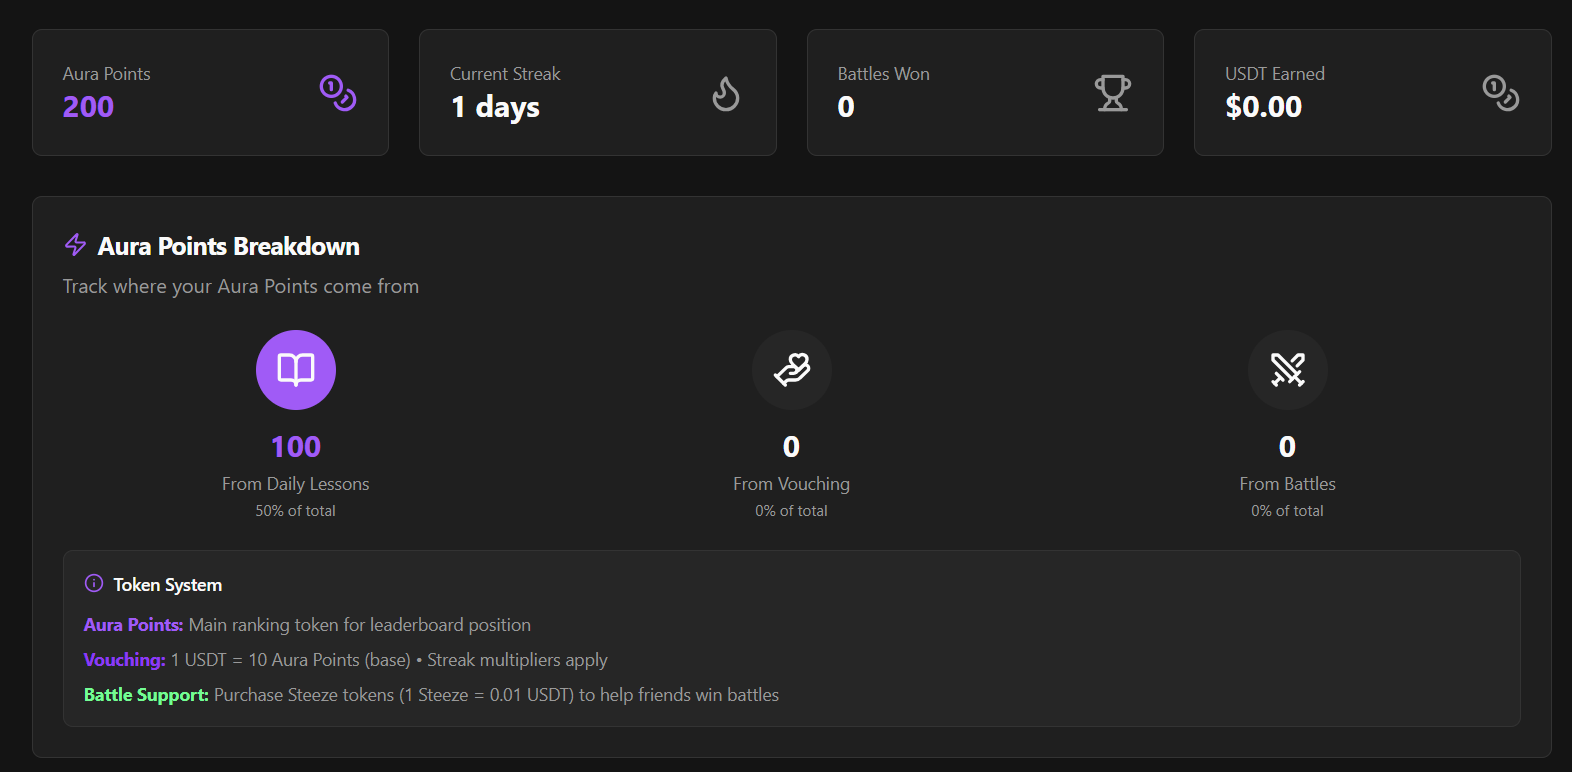 Aura Points
200
Current Streak
1 days
Battles Won
0
USDT Earned
$0.00
Aura Points Breakdown
Track where your Aura Points come from
100
From Daily Lessons
50% of total
0
From Vouching
0% of total
0
From Battles
0% of total
Token System
Aura Points: Main ranking token for leaderboard position
Vouching: 1 USDT = 10 Aura Points (base) • Streak multipliers apply
Battle Support: Purchase Steeze tokens (1 Steeze = 0.01 USDT) to help friends win battles